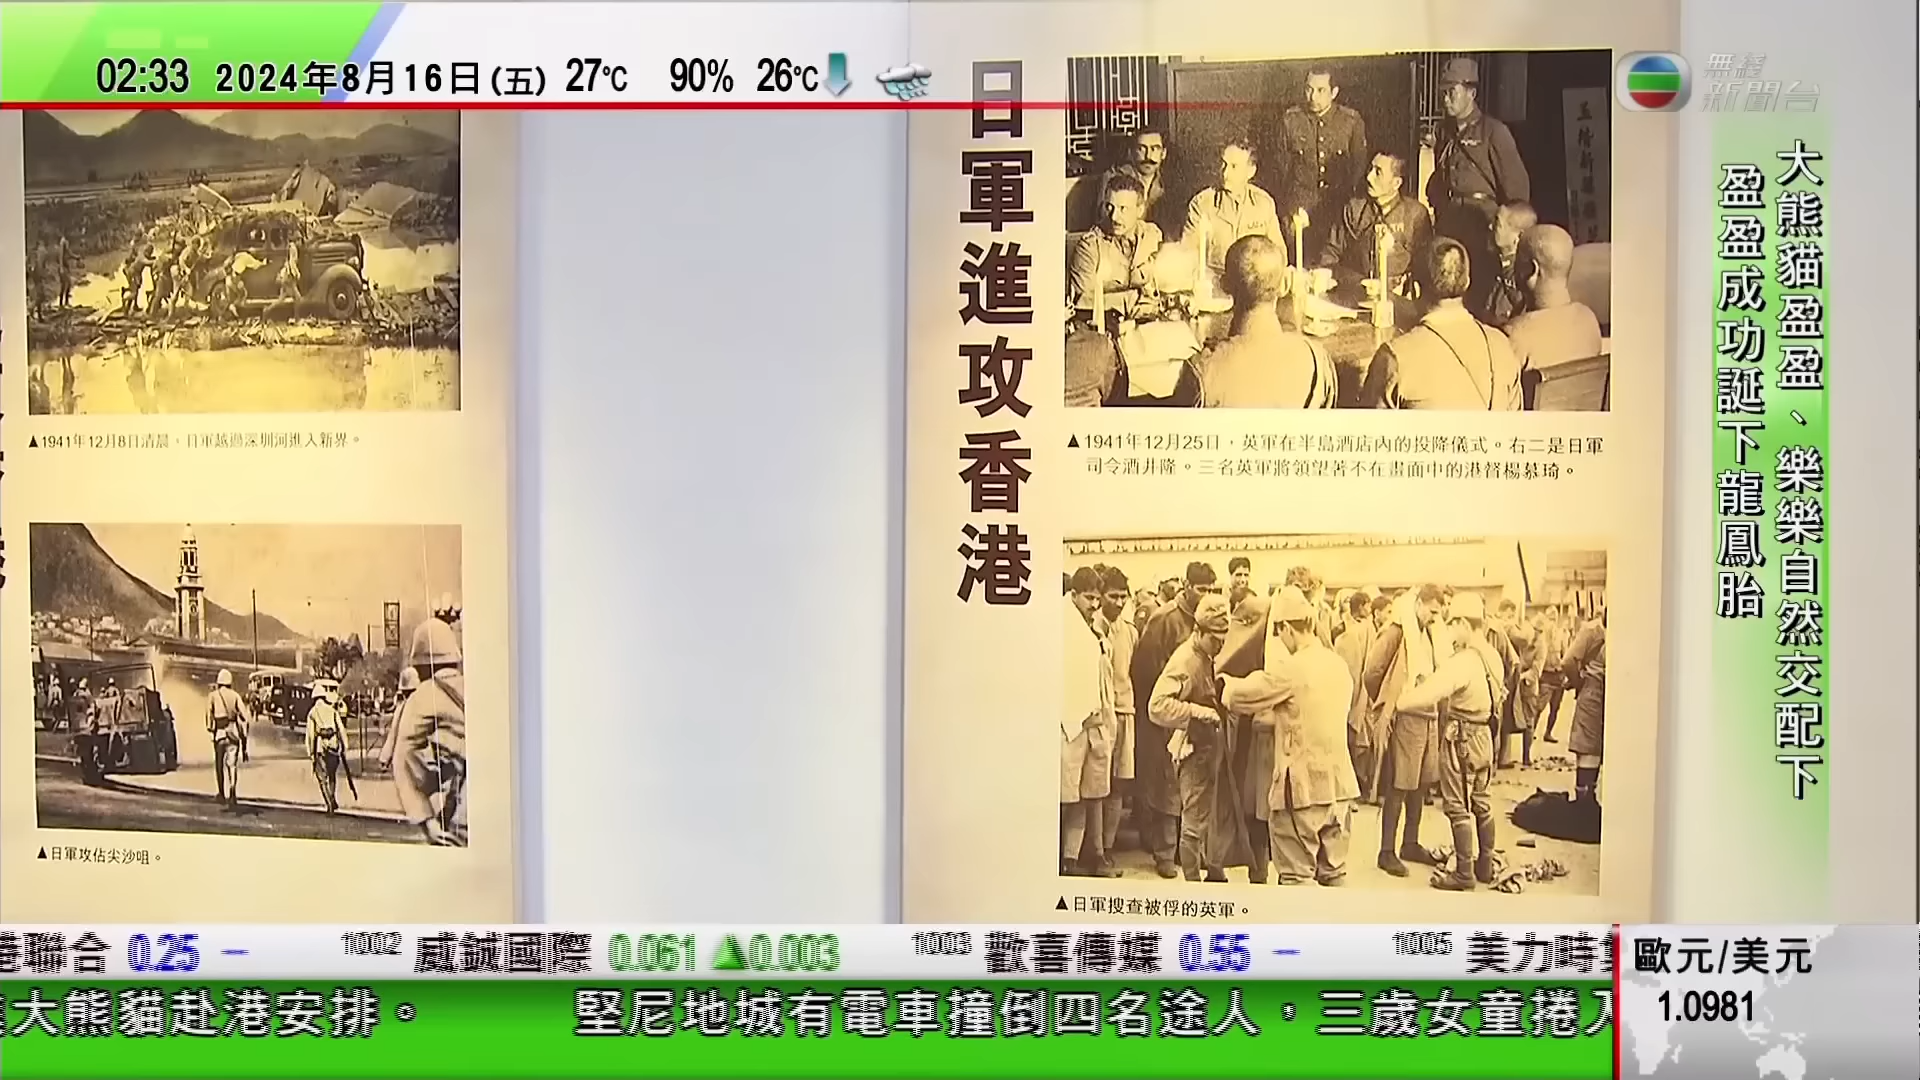 02:33 2024年8月16日(五) 27℃ 90% 26℃
無綫
新聞台
大熊貓盈盈、樂樂自然交配下
盈盈成功誕下龍鳳胎
日軍進攻香港
▲1941年12月8日清晨，日軍越過深圳河進入新界。
▲日軍攻佔尖沙咀。
▲1941年12月25日，英軍在半島酒店內的投降儀式。右二是日軍
司令酒井隆。三名英軍將領望著不在畫面中的港督楊慕琦。
▲日軍搜查被俘的英軍。
港聯合 0.25 － 1002 威鋮國際 0.061 ▲0.003 1003 歡喜傳媒 0.55 － 1005 美力時
大熊貓赴港安排。 堅尼地城有電車撞倒四名途人，三歲女童捲入
歐元/美元
1.0981